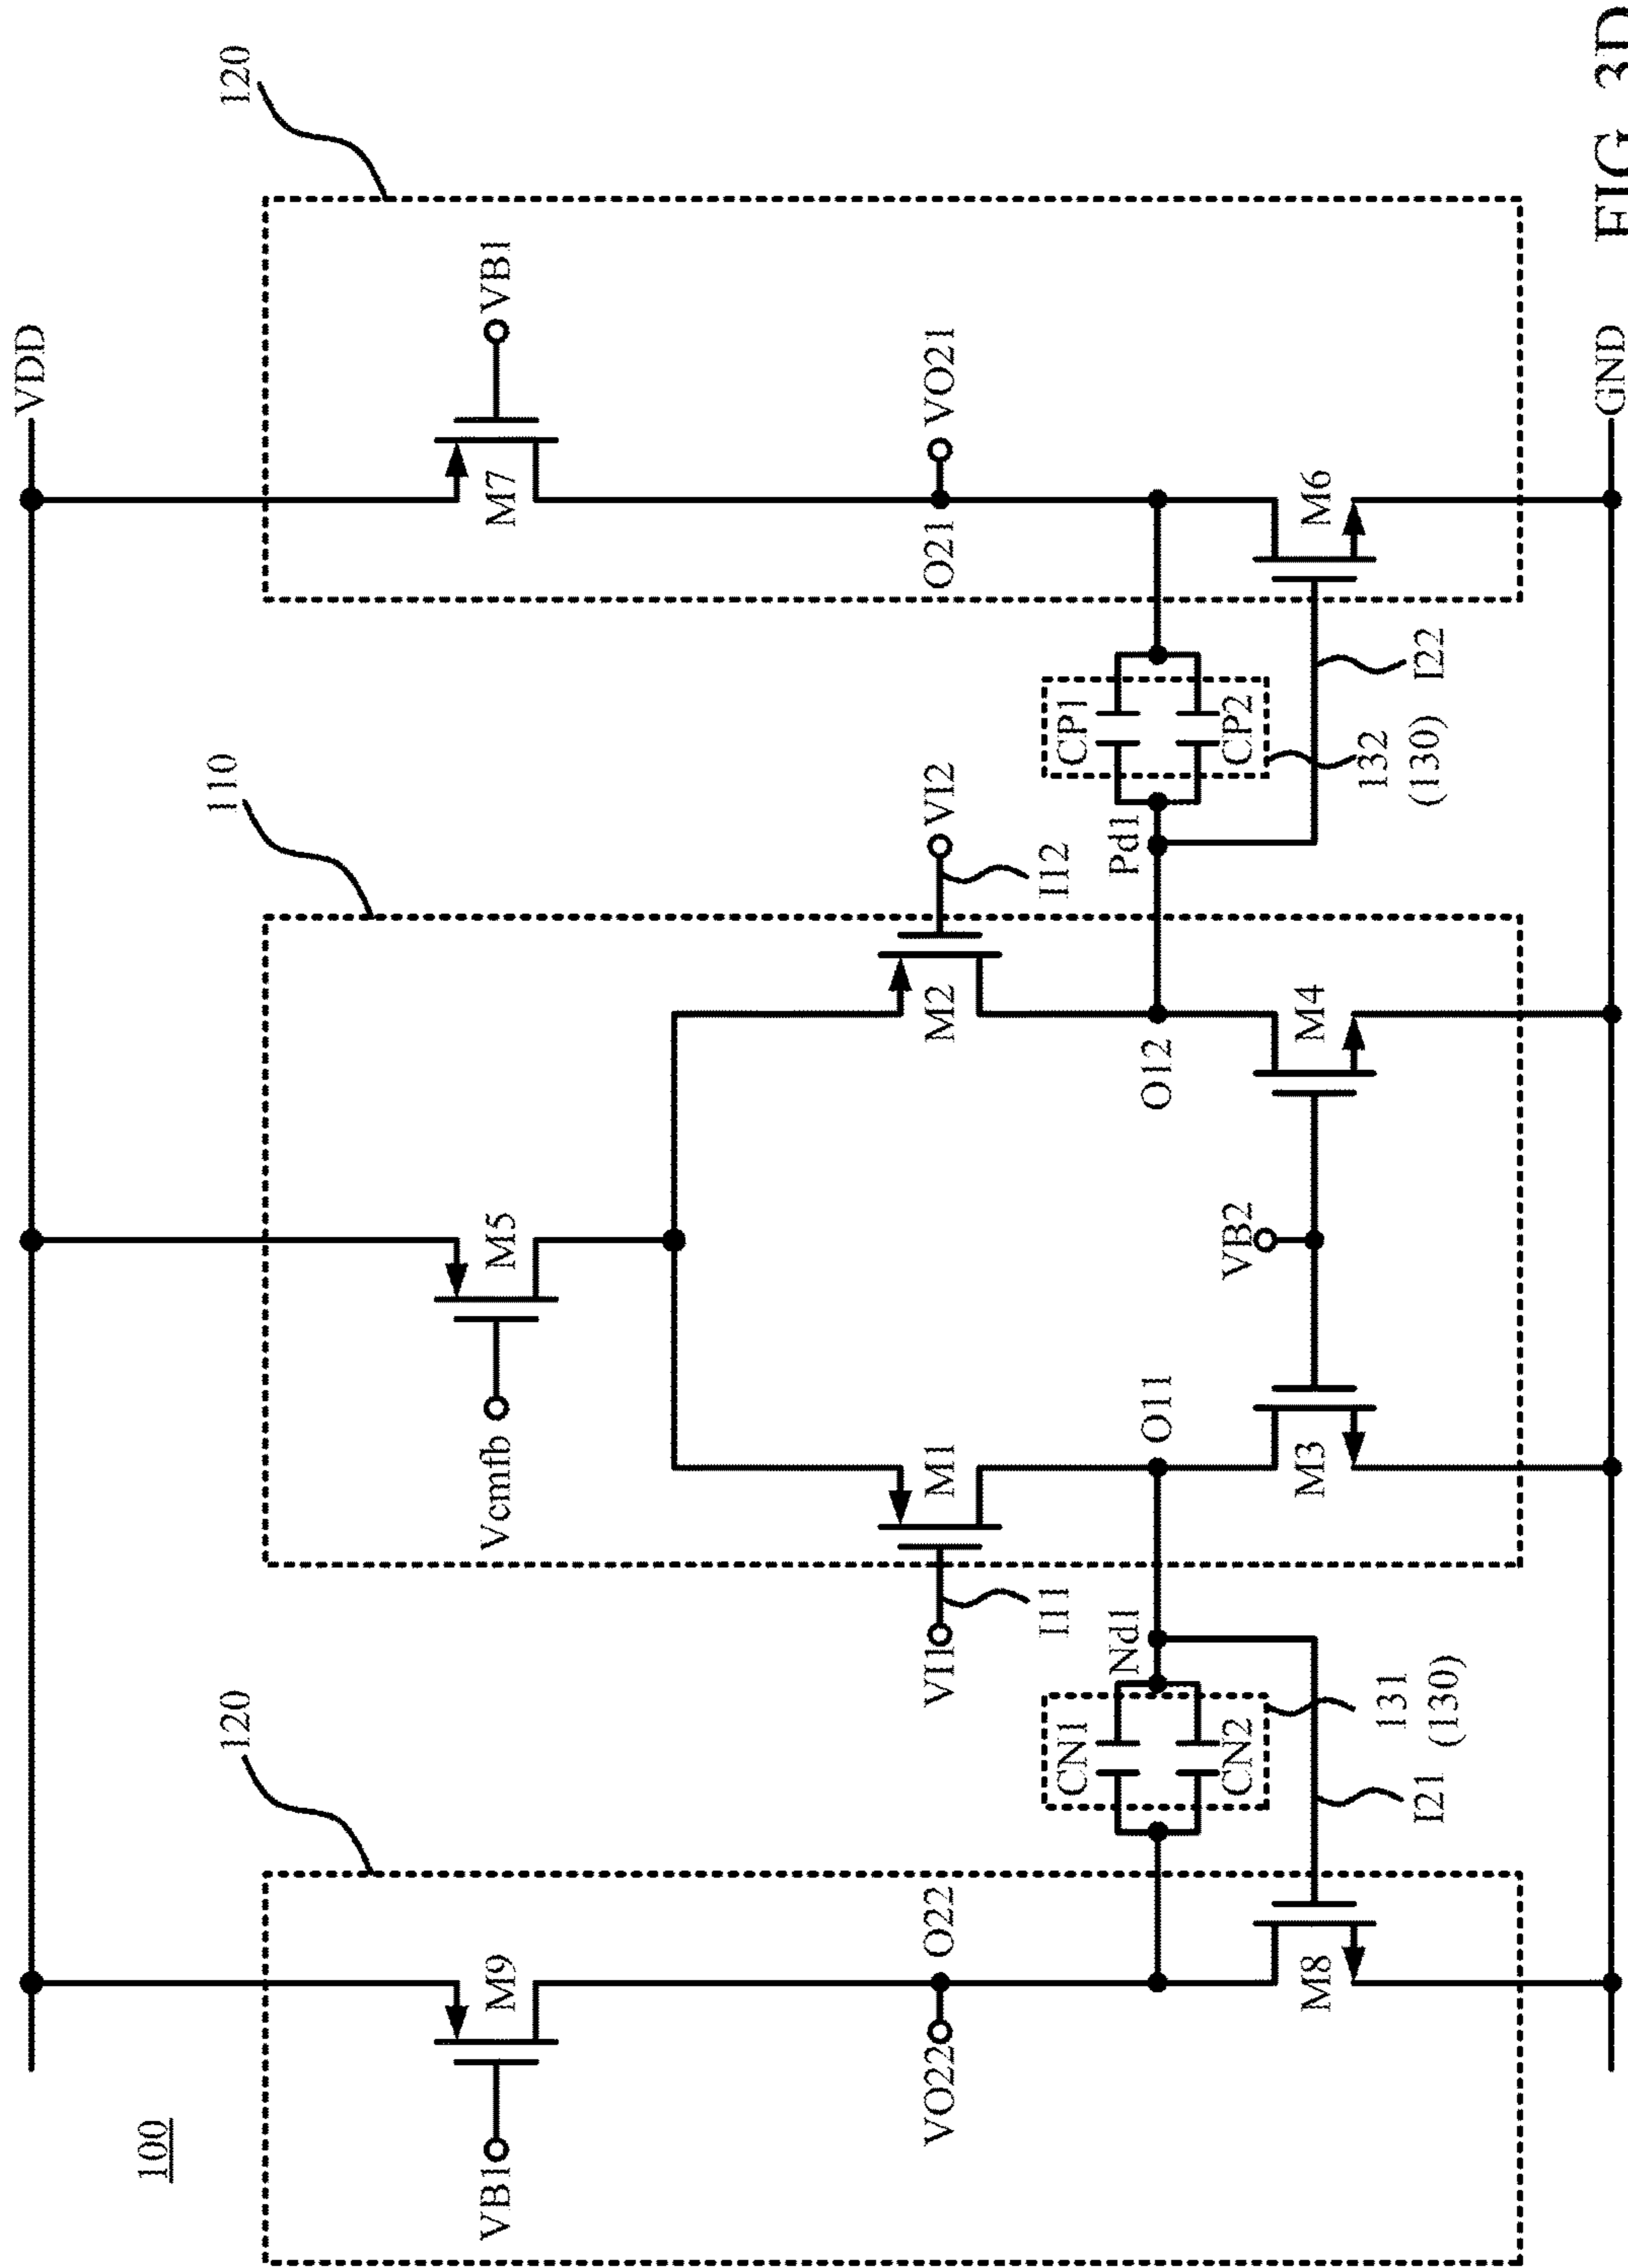 100
VDD
120
110
120
VB1
M9
Vcmfb
M5
M7
VB1
VO22
O22
VI1
I11
M1
M2
VI2
I12
O21
VO21
CN1
CN2
Nd1
O11
O12
Pd1
CP1
CP2
M8
I21
131
(130)
M3
VB2
M4
132
(130)
I22
M6
GND
FIG. 3D